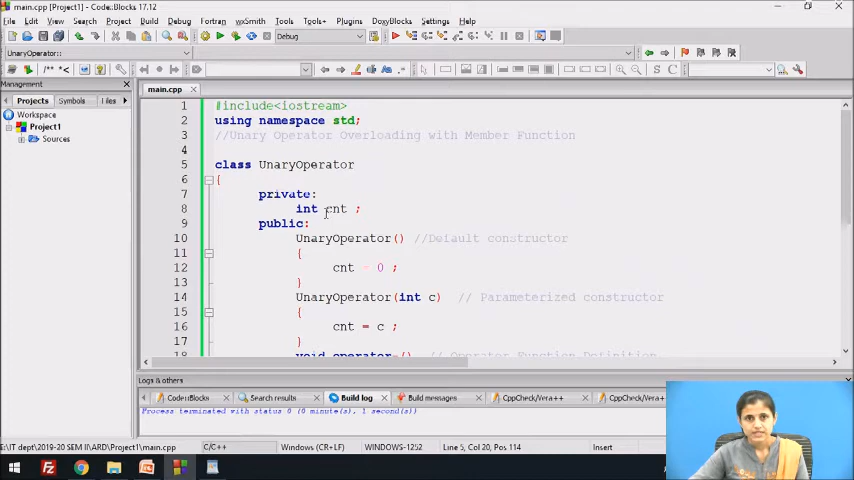 main.cpp [Project1] - Code::Blocks 17.12
File Edit View Search Project Build Debug Fortran wxSmith Tools Tools+ Plugins DoxyBlocks Settings Help
Debug
UnaryOperator::
/** *<
S C
Management
main.cpp
Projects Symbols Files
Workspace
Project1
Sources
1 #include<iostream>
2 using namespace std;
3 //Unary Operator Overloading with Member Function
4
5 class UnaryOperator
6 {
7 private:
8 int cnt ;
9 public:
10 UnaryOperator() //Default constructor
11 {
12 cnt = 0 ;
13 }
14 UnaryOperator(int c) // Parameterized constructor
15 {
16 cnt = c ;
17 }
18 void operator-() // Operator Function Definition
Logs & others
Code::Blocks Search results Build log Build messages CppCheck/Vera++ CppCheck/Vera+
Process terminated with status 0 (0 minute(s), 1 second(s))
E:\IT dept\2019-20 SEM II\ARD\Project1\main.cpp C/C++ Windows (CR+LF) WINDOWS-1252 Line 5, Col 20, Pos 114 Insert